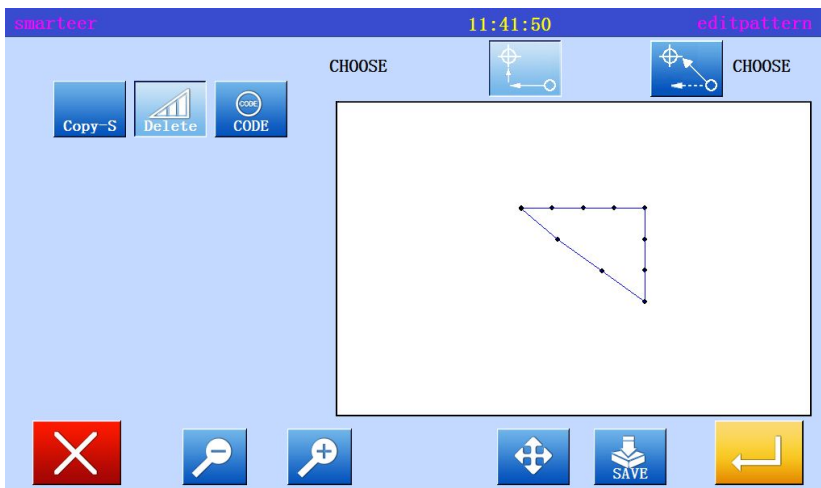 smarteer 11:41:50 editpattern
CHOOSE CHOOSE
Copy-S Delete CODE CODE
SAVE